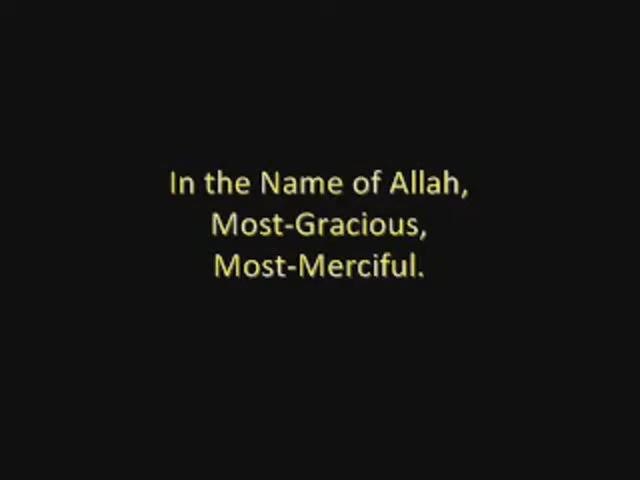 In the Name of Allah,
Most-Gracious,
Most-Merciful.